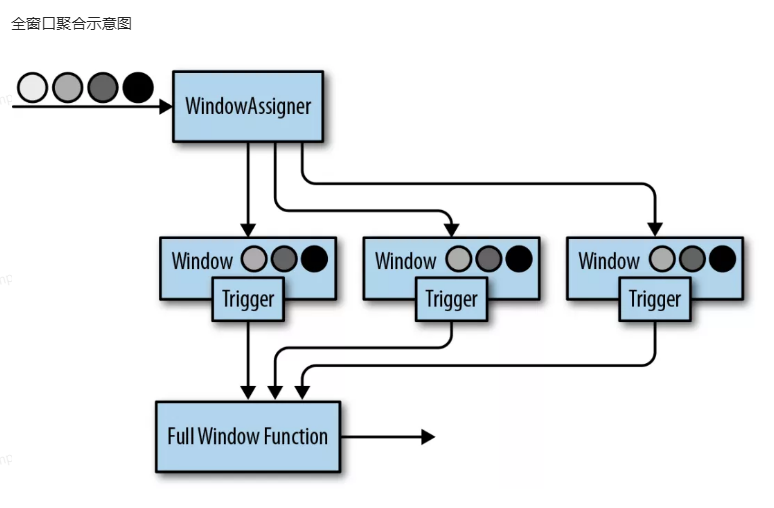 全窗口聚合示意图
WindowAssigner
Window
Window
Window
Trigger
Trigger
Trigger
Full Window Function